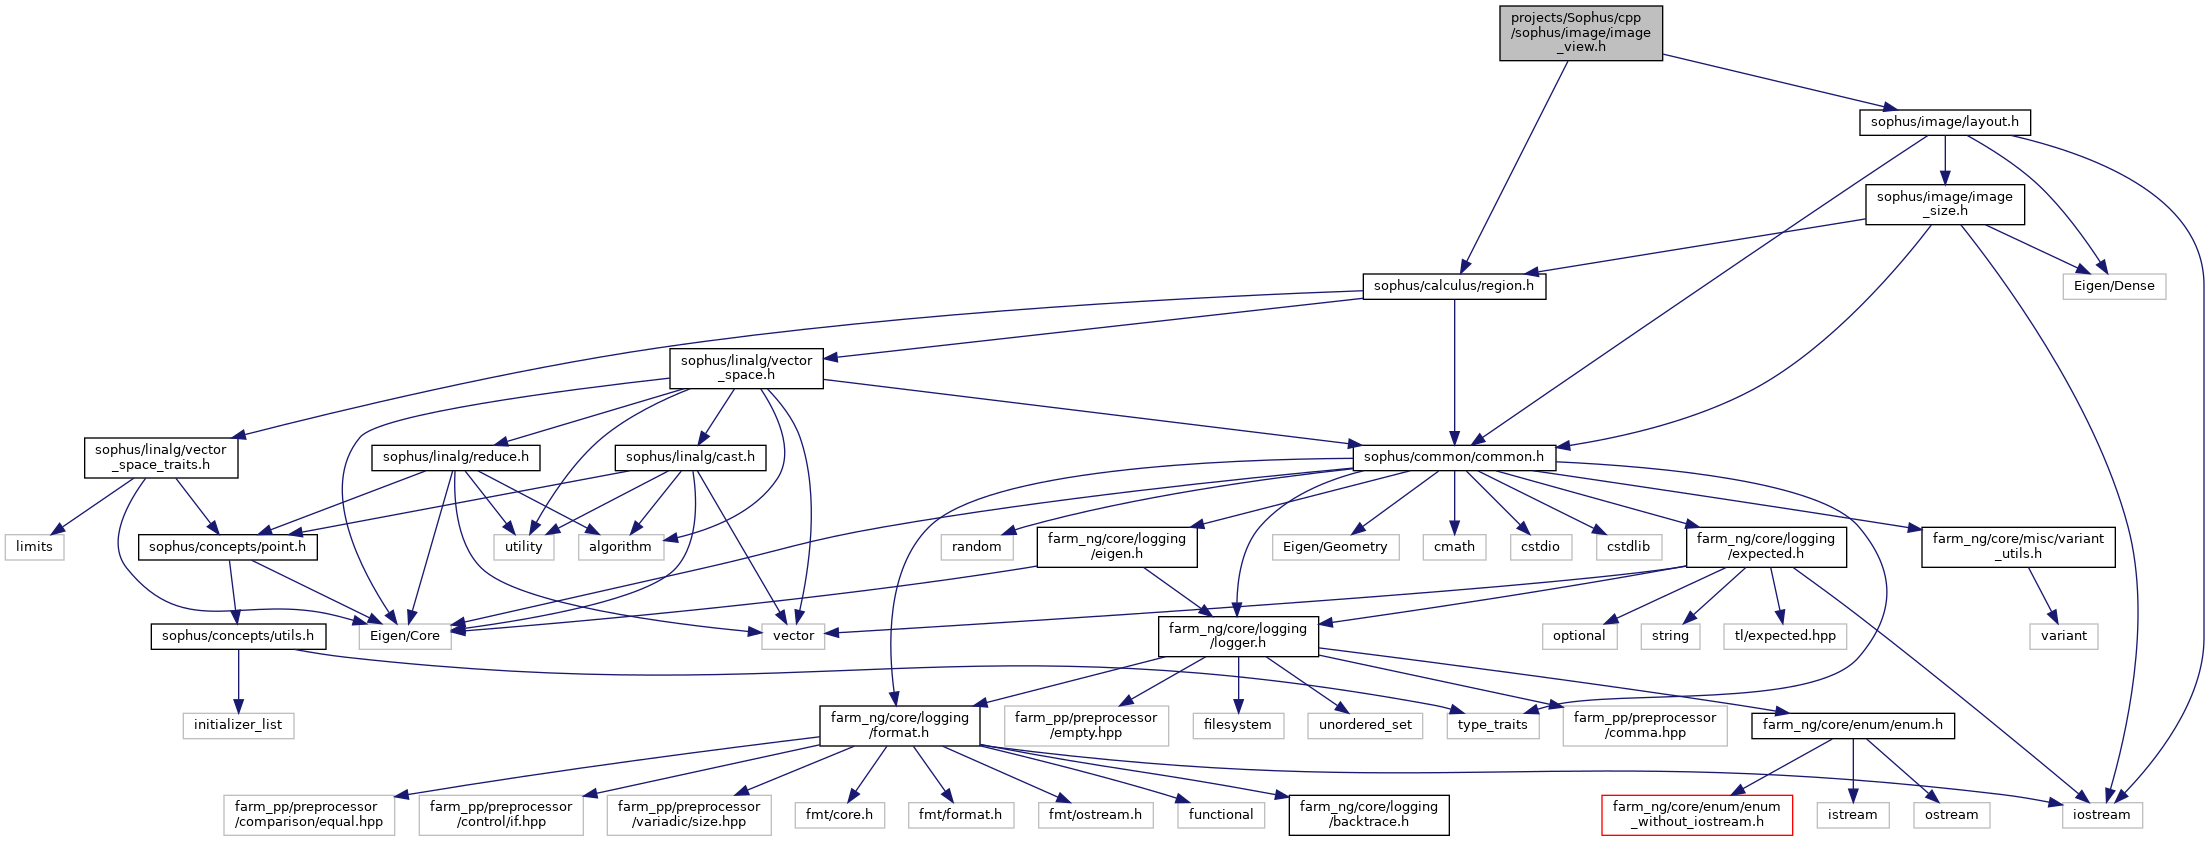 projects/Sophus/cpp
/sophus/image/image
_view.h
sophus/image/layout.h
sophus/image/image
_size.h
sophus/calculus/region.h
Eigen/Dense
sophus/linalg/vector
_space.h
sophus/linalg/vector
_space_traits.h
sophus/linalg/reduce.h
sophus/linalg/cast.h
sophus/common/common.h
limits
sophus/concepts/point.h
utility
algorithm
random
farm_ng/core/logging
/eigen.h
Eigen/Geometry
cmath
cstdio
cstdlib
farm_ng/core/logging
/expected.h
farm_ng/core/misc/variant
_utils.h
sophus/concepts/utils.h
Eigen/Core
vector
farm_ng/core/logging
/logger.h
optional
string
tl/expected.hpp
variant
initializer_list
farm_ng/core/logging
/format.h
farm_pp/preprocessor
/empty.hpp
filesystem
unordered_set
type_traits
farm_pp/preprocessor
/comma.hpp
farm_ng/core/enum/enum.h
farm_pp/preprocessor
/comparison/equal.hpp
farm_pp/preprocessor
/control/if.hpp
farm_pp/preprocessor
/variadic/size.hpp
fmt/core.h
fmt/format.h
fmt/ostream.h
functional
farm_ng/core/logging
/backtrace.h
farm_ng/core/enum/enum
_without_iostream.h
istream
ostream
iostream